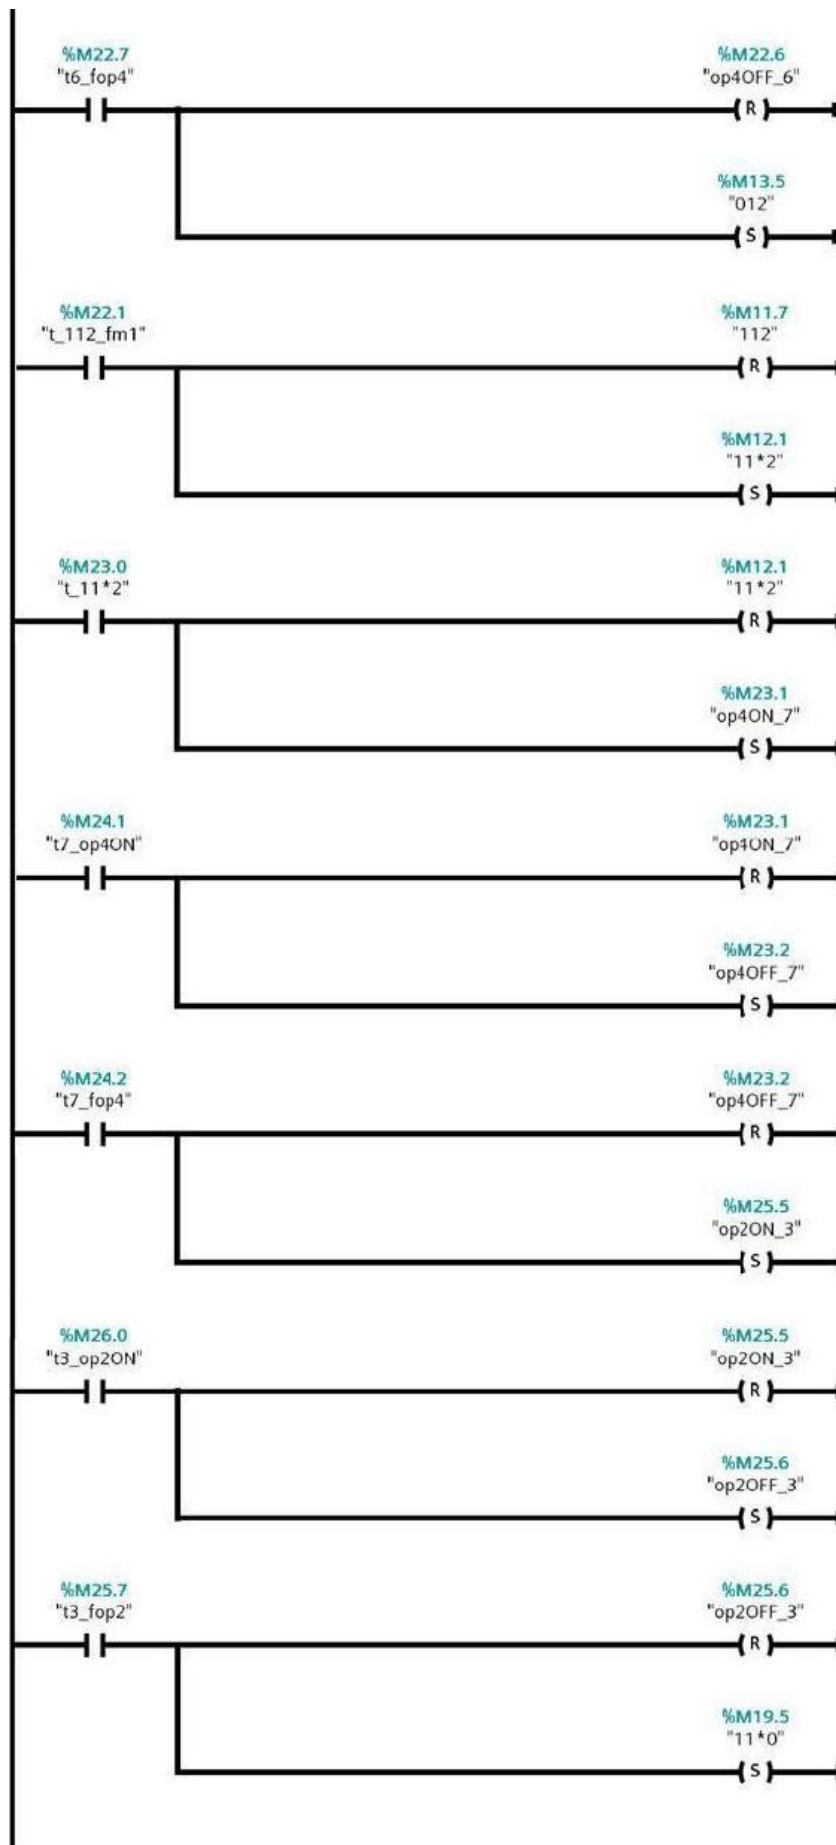 %M22.7 %M22.6
"t6_fop4" "op4OFF_6"
R
%M13.5
"012"
S
%M22.1 %M11.7
"t_112_fm1" "112"
R
%M12.1
"11*2"
S
%M23.0 %M12.1
"t_11*2" "11*2"
R
%M23.1
"op4ON_7"
S
%M24.1 %M23.1
"t7_op4ON" "op4ON_7"
R
%M23.2
"op4OFF_7"
S
%M24.2 %M23.2
"t7_fop4" "op4OFF_7"
R
%M25.5
"op2ON_3"
S
%M26.0 %M25.5
"t3_op2ON" "op2ON_3"
R
%M25.6
"op2OFF_3"
S
%M25.7 %M25.6
"t3_fop2" "op2OFF_3"
R
%M19.5
"11*0"
S